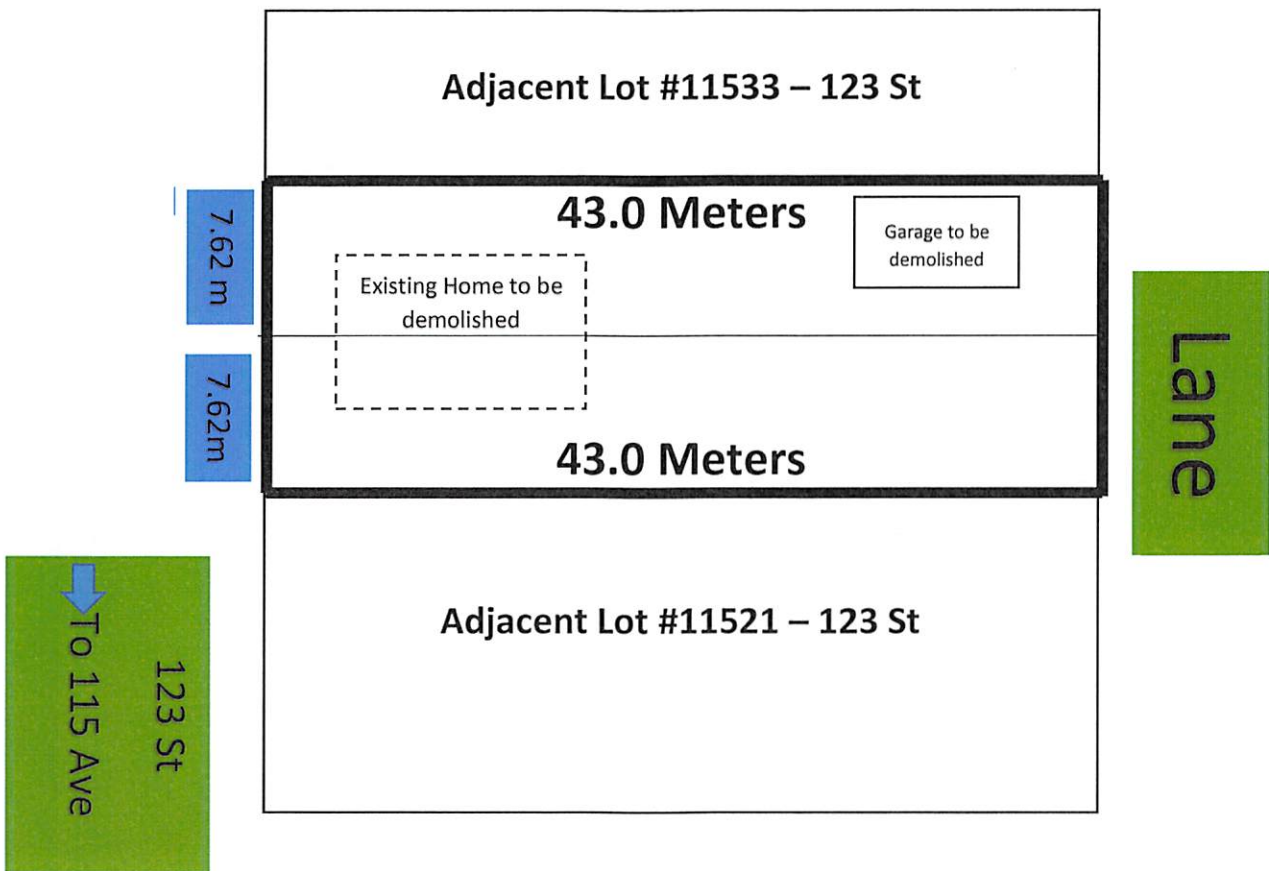 Adjacent Lot #11533 – 123 St
43.0 Meters
7.62 m
Garage to be
demolished
Existing Home to be
demolished
7.62m
43.0 Meters
Lane
Adjacent Lot #11521 – 123 St
123 St
To 115 Ave